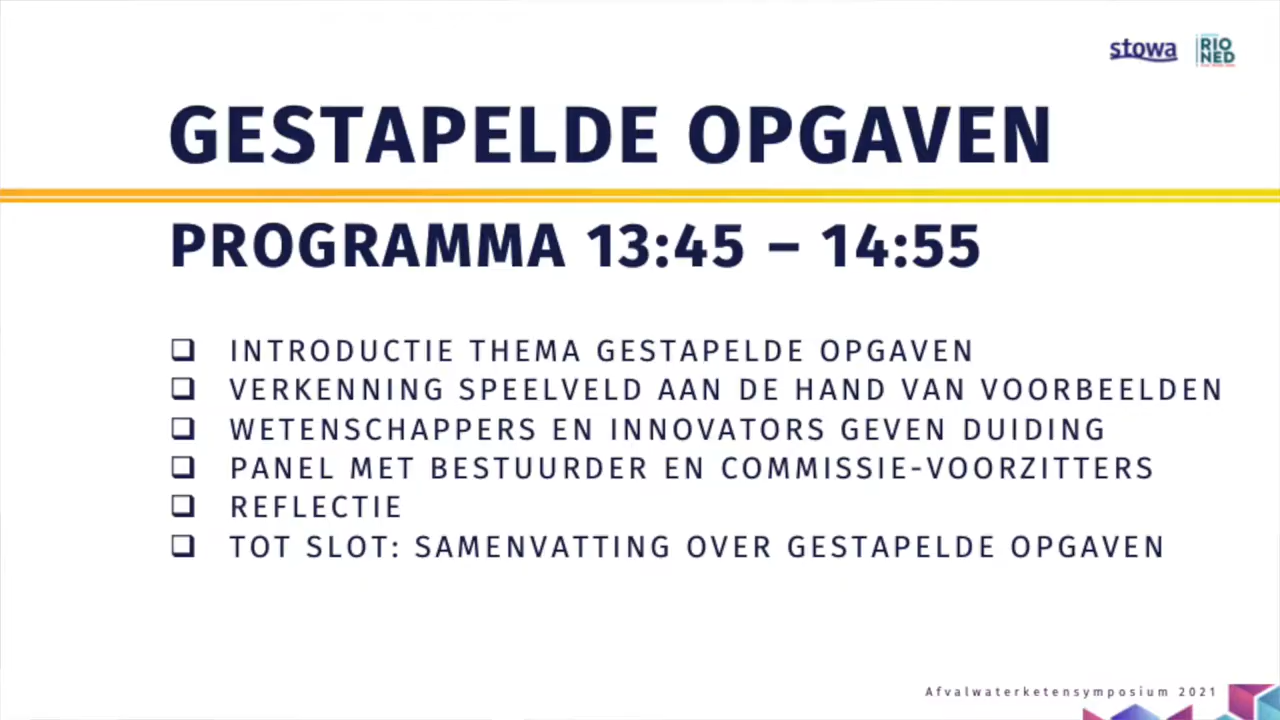 stowa
RIO
NED
GESTAPELDE OPGAVEN
PROGRAMMA 13:45 – 14:55
❑ INTRODUCTIE THEMA GESTAPELDE OPGAVEN
❑ VERKENNING SPEELVELD AAN DE HAND VAN VOORBEELDEN
❑ WETENSCHAPPERS EN INNOVATORS GEVEN DUIDING
❑ PANEL MET BESTUURDER EN COMMISSIE-VOORZITTERS
❑ REFLECTIE
❑ TOT SLOT: SAMENVATTING OVER GESTAPELDE OPGAVEN
Afvalwaterketensymposium 2021